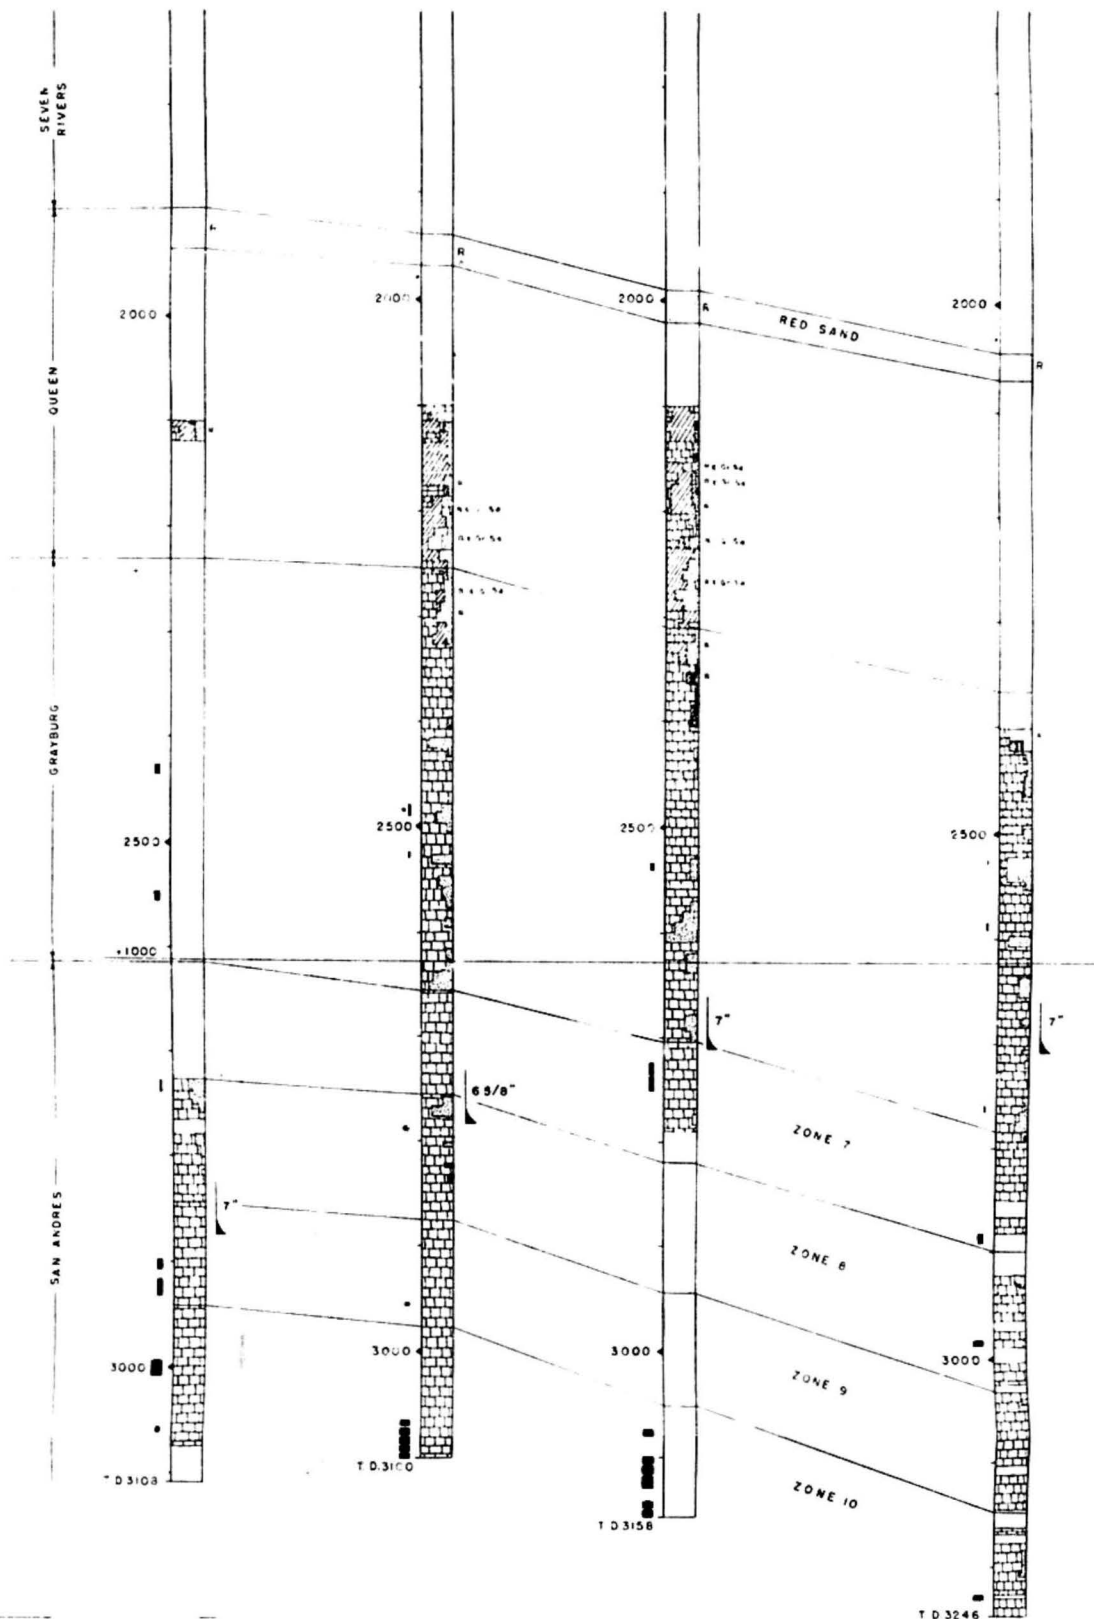 SEVEN
RIVERS
R
R
R
R
2000
2000
2000
2000
RED SAND
QUEEN
GRAYBURG
2500
2500
2500
2500
+1000
7"
7"
6 5/8"
ZONE 7
7"
ZONE 8
SAN ANDRES
3000
3000
3000
3000
ZONE 9
ZONE 10
T D 3108
T. D. 3100
T D 3158
T D 3246